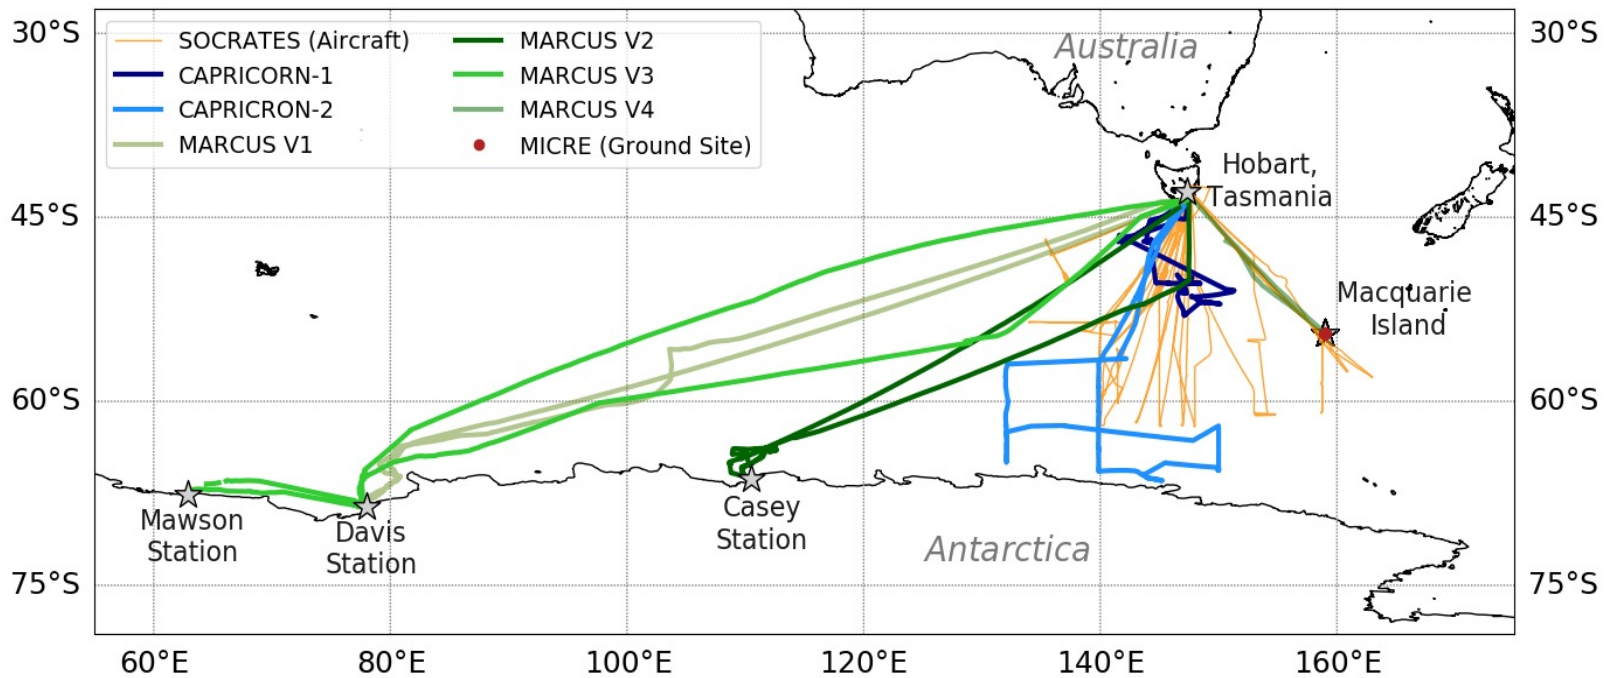 30°S
45°S
60°S
75°S
SOCRATES (Aircraft)
CAPRICORN-1
CAPRICRON-2
MARCUS V1
MARCUS V2
MARCUS V3
MARCUS V4
MICRE (Ground Site)
Australia
Hobart,
Tasmania
Macquarie
Island
Mawson
Station
Davis
Station
Casey
Station
Antarctica
30°S
45°S
60°S
75°S
60°E
80°E
100°E
120°E
140°E
160°E